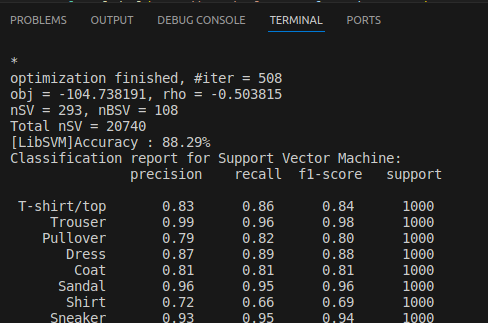 PROBLEMS OUTPUT DEBUG CONSOLE TERMINAL PORTS
*
optimization finished, #iter = 508
obj = -104.738191, rho = -0.503815
nSV = 293, nBSV = 108
Total nSV = 20740
[LibSVM]Accuracy : 88.29%
Classification report for Support Vector Machine:
precision recall f1-score support
T-shirt/top 0.83 0.86 0.84 1000
Trouser 0.99 0.96 0.98 1000
Pullover 0.79 0.82 0.80 1000
Dress 0.87 0.89 0.88 1000
Coat 0.81 0.81 0.81 1000
Sandal 0.96 0.95 0.96 1000
Shirt 0.72 0.66 0.69 1000
Sneaker 0.93 0.95 0.94 1000